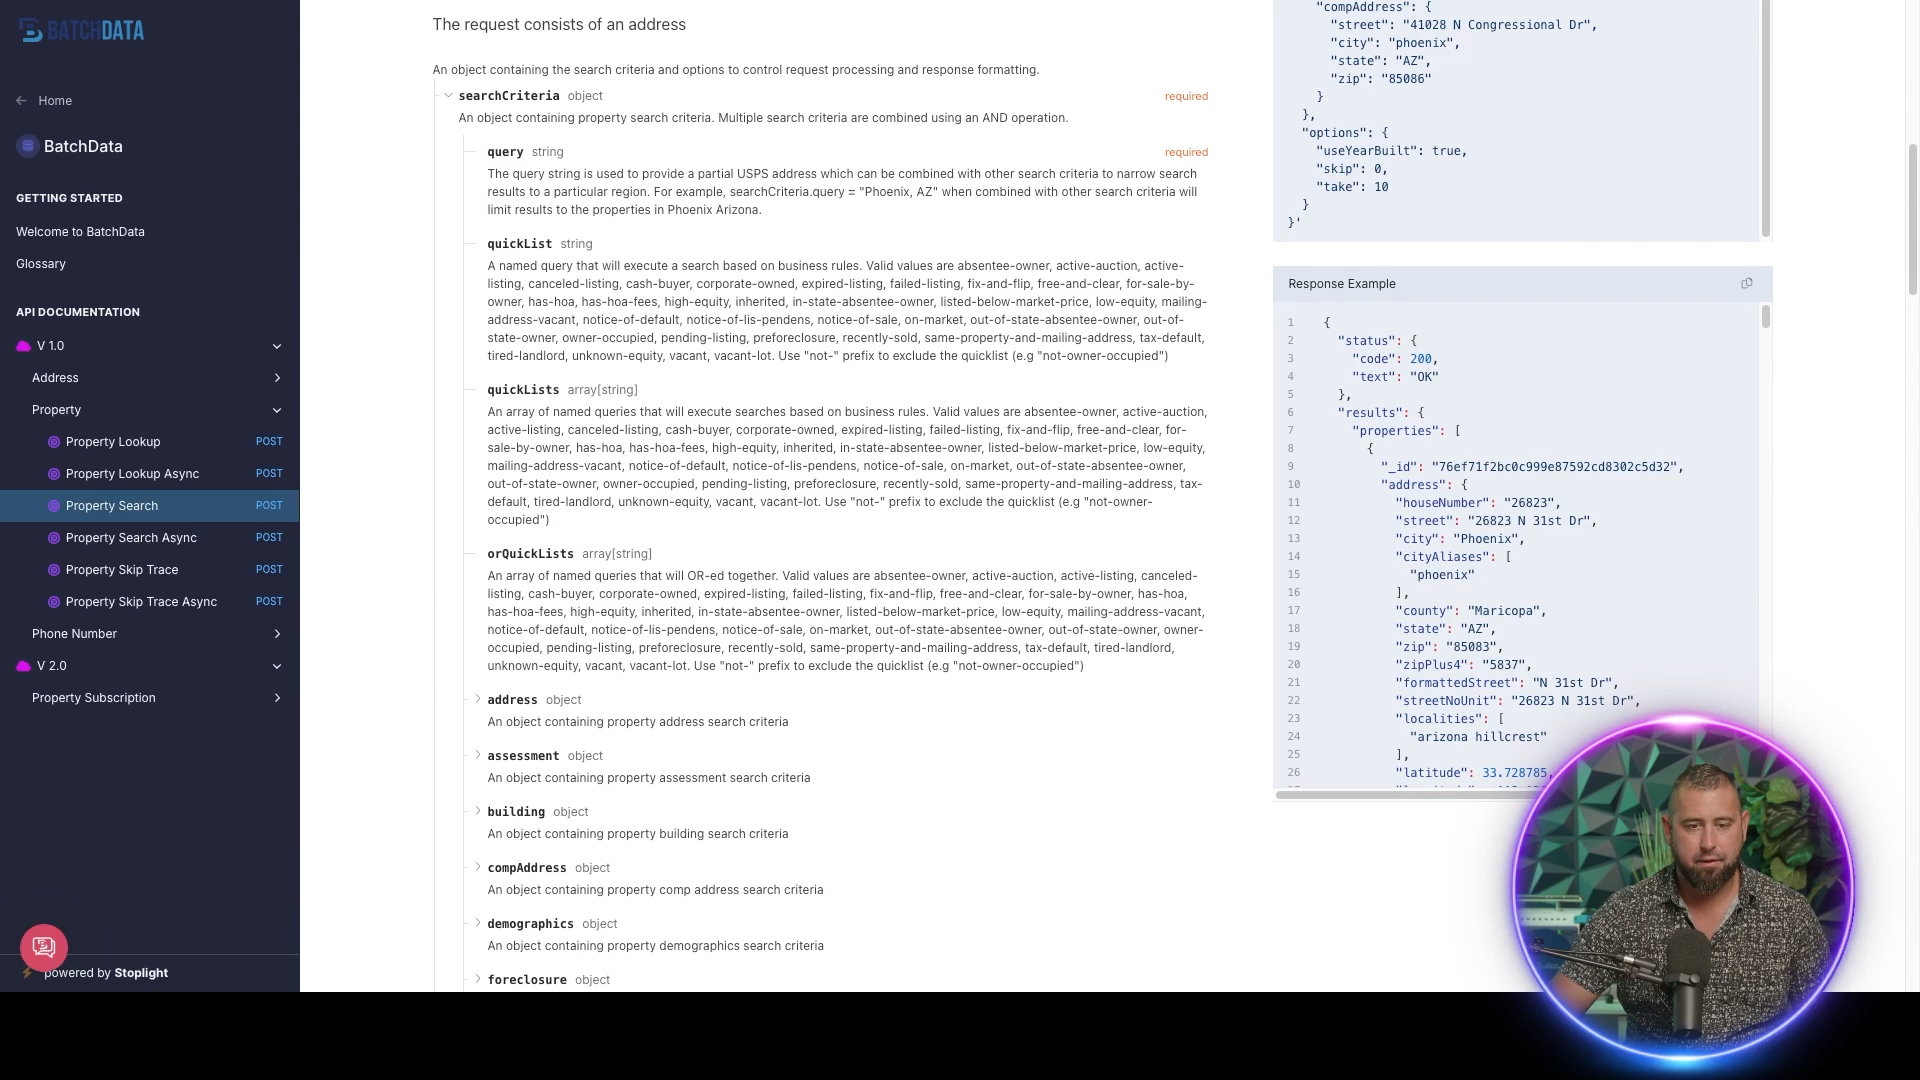 BATCHDATA
Home
BatchData
GETTING STARTED
Welcome to BatchData
Glossary
API DOCUMENTATION
V 1.0
Address
Property
Property Lookup POST
Property Lookup Async POST
Property Search POST
Property Search Async POST
Property Skip Trace POST
Property Skip Trace Async POST
Phone Number
V 2.0
Property Subscription
powered by Stoplight
The request consists of an address
An object containing the search criteria and options to control request processing and response formatting.
searchCriteria object required
An object containing property search criteria. Multiple search criteria are combined using an AND operation.
query string required
The query string is used to provide a partial USPS address which can be combined with other search criteria to narrow search
results to a particular region. For example, searchCriteria.query = "Phoenix, AZ" when combined with other search criteria will
limit results to the properties in Phoenix Arizona.
quickList string
A named query that will execute a search based on business rules. Valid values are absentee-owner, active-auction, active-
listing, canceled-listing, cash-buyer, corporate-owned, expired-listing, failed-listing, fix-and-flip, free-and-clear, for-sale-by-
owner, has-hoa, has-hoa-fees, high-equity, inherited, in-state-absentee-owner, listed-below-market-price, low-equity, mailing-
address-vacant, notice-of-default, notice-of-lis-pendens, notice-of-sale, on-market, out-of-state-absentee-owner, out-of-
state-owner, owner-occupied, pending-listing, preforeclosure, recently-sold, same-property-and-mailing-address, tax-default,
tired-landlord, unknown-equity, vacant, vacant-lot. Use "not-" prefix to exclude the quicklist (e.g "not-owner-occupied")
quickLists array[string]
An array of named queries that will execute searches based on business rules. Valid values are absentee-owner, active-auction,
active-listing, canceled-listing, cash-buyer, corporate-owned, expired-listing, failed-listing, fix-and-flip, free-and-clear, for-
sale-by-owner, has-hoa, has-hoa-fees, high-equity, inherited, in-state-absentee-owner, listed-below-market-price, low-equity,
mailing-address-vacant, notice-of-default, notice-of-lis-pendens, notice-of-sale, on-market, out-of-state-absentee-owner,
out-of-state-owner, owner-occupied, pending-listing, preforeclosure, recently-sold, same-property-and-mailing-address, tax-
default, tired-landlord, unknown-equity, vacant, vacant-lot. Use "not-" prefix to exclude the quicklist (e.g "not-owner-
occupied")
orQuickLists array[string]
An array of named queries that will OR-ed together. Valid values are absentee-owner, active-auction, active-listing, canceled-
listing, cash-buyer, corporate-owned, expired-listing, failed-listing, fix-and-flip, free-and-clear, for-sale-by-owner, has-hoa,
has-hoa-fees, high-equity, inherited, in-state-absentee-owner, listed-below-market-price, low-equity, mailing-address-vacant,
notice-of-default, notice-of-lis-pendens, notice-of-sale, on-market, out-of-state-absentee-owner, out-of-state-owner, owner-
occupied, pending-listing, preforeclosure, recently-sold, same-property-and-mailing-address, tax-default, tired-landlord,
unknown-equity, vacant, vacant-lot. Use "not-" prefix to exclude the quicklist (e.g "not-owner-occupied")
address object
An object containing property address search criteria
assessment object
An object containing property assessment search criteria
building object
An object containing property building search criteria
compAddress object
An object containing property comp address search criteria
demographics object
An object containing property demographics search criteria
foreclosure object
"compAddress": {
"street": "41028 N Congressional Dr",
"city": "phoenix",
"state": "AZ",
"zip": "85086"
}
},
"options": {
"useYearBuilt": true,
"skip": 0,
"take": 10
}
}'
Response Example
1 {
2 "status": {
3 "code": 200,
4 "text": "OK"
5 },
6 "results": {
7 "properties": [
8 {
9 "_id": "76ef71f2bc0c999e87592cd8302c5d32",
10 "address": {
11 "houseNumber": "26823",
12 "street": "26823 N 31st Dr",
13 "city": "Phoenix",
14 "cityAliases": [
15 "phoenix"
16 ],
17 "county": "Maricopa",
18 "state": "AZ",
19 "zip": "85083",
20 "zipPlus4": "5837",
21 "formattedStreet": "N 31st Dr",
22 "streetNoUnit": "26823 N 31st Dr",
23 "localities": [
24 "arizona hillcrest"
25 ],
26 "latitude": 33.728785,